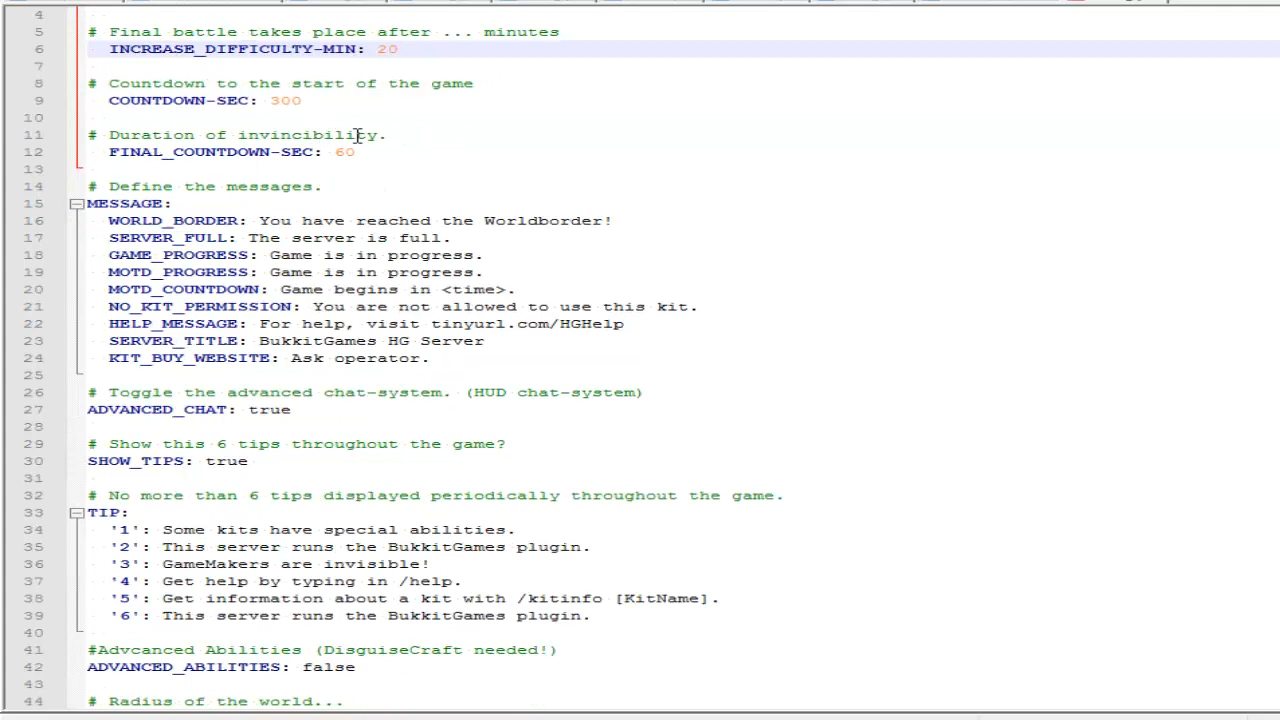 4
5 # Final battle takes place after ... minutes
6 INCREASE_DIFFICULTY-MIN: 20
7
8 # Countdown to the start of the game
9 COUNTDOWN-SEC: 300
10
11 # Duration of invincibility.
12 FINAL_COUNTDOWN-SEC: 60
13
14 # Define the messages.
15 MESSAGE:
16 WORLD_BORDER: You have reached the Worldborder!
17 SERVER_FULL: The server is full.
18 GAME_PROGRESS: Game is in progress.
19 MOTD_PROGRESS: Game is in progress.
20 MOTD_COUNTDOWN: Game begins in <time>.
21 NO_KIT_PERMISSION: You are not allowed to use this kit.
22 HELP_MESSAGE: For help, visit tinyurl.com/HGHelp
23 SERVER_TITLE: BukkitGames HG Server
24 KIT_BUY_WEBSITE: Ask operator.
25
26 # Toggle the advanced chat-system. (HUD chat-system)
27 ADVANCED_CHAT: true
28
29 # Show this 6 tips throughout the game?
30 SHOW_TIPS: true
31
32 # No more than 6 tips displayed periodically throughout the game.
33 TIP:
34 '1': Some kits have special abilities.
35 '2': This server runs the BukkitGames plugin.
36 '3': GameMakers are invisible!
37 '4': Get help by typing in /help.
38 '5': Get information about a kit with /kitinfo [KitName].
39 '6': This server runs the BukkitGames plugin.
40
41 #Advcanced Abilities (DisguiseCraft needed!)
42 ADVANCED_ABILITIES: false
43
44 # Radius of the world...